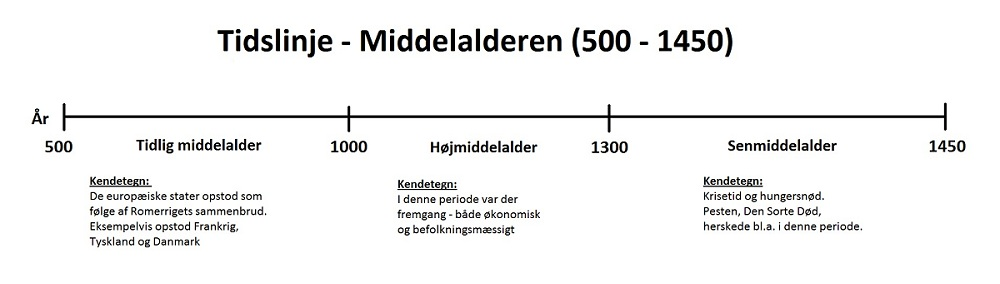 Tidslinje - Middelalderen (500 - 1450)
År
500 Tidlig middelalder 1000 Højmiddelalder 1300 Senmiddelalder 1450
Kendetegn:
De europæiske stater opstod som
følge af Romerrigets sammenbrud.
Eksempelvis opstod Frankrig,
Tyskland og Danmark
Kendetegn:
I denne periode var der
fremgang - både økonomisk
og befolkningsmæssigt
Kendetegn:
Krisetid og hungersnød.
Pesten, Den Sorte Død,
herskede bl.a. i denne periode.